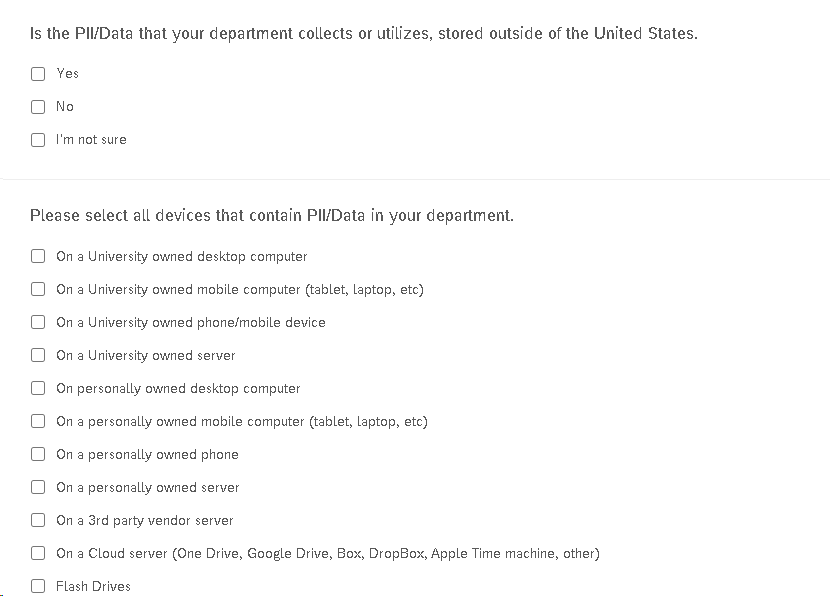 Is the PII/Data that your department collects or utilizes, stored outside of the United States.
Yes
No
I'm not sure
Please select all devices that contain PII/Data in your department.
On a University owned desktop computer
On a University owned mobile computer (tablet, laptop, etc)
On a University owned phone/mobile device
On a University owned server
On personally owned desktop computer
On a personally owned mobile computer (tablet, laptop, etc)
On a personally owned phone
On a personally owned server
On a 3rd party vendor server
On a Cloud server (One Drive, Google Drive, Box, DropBox, Apple Time machine, other)
Flash Drives